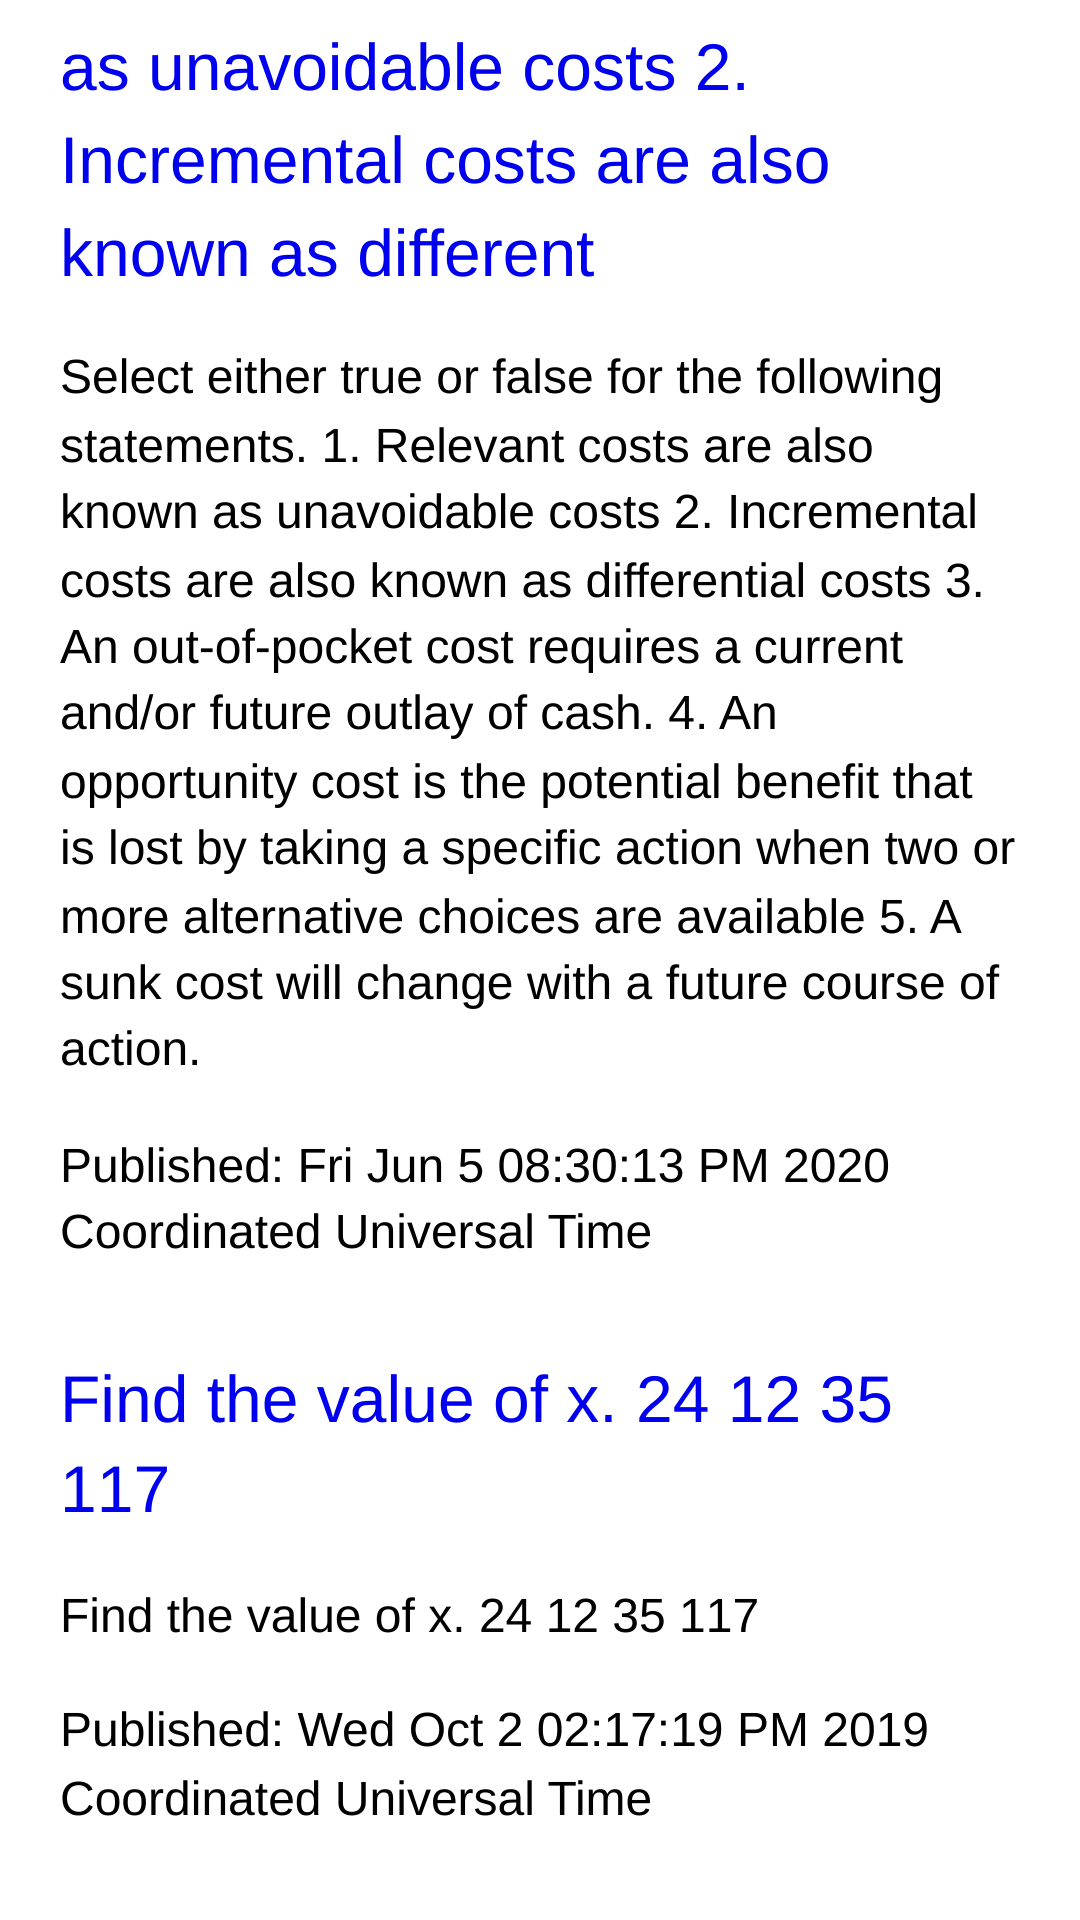 as unavoidable costs 2.
Incremental costs are also
known as different
Select either true or false for the following
statements. 1. Relevant costs are also
known as unavoidable costs 2. Incremental
costs are also known as differential costs 3.
An out-of-pocket cost requires a current
and/or future outlay of cash. 4. An
opportunity cost is the potential benefit that
is lost by taking a specific action when two or
more alternative choices are available 5. A
sunk cost will change with a future course of
action.
Published: Fri Jun 5 08:30:13 PM 2020
Coordinated Universal Time
Find the value of x. 24 12 35
117
Find the value of x. 24 12 35 117
Published: Wed Oct 2 02:17:19 PM 2019
Coordinated Universal Time